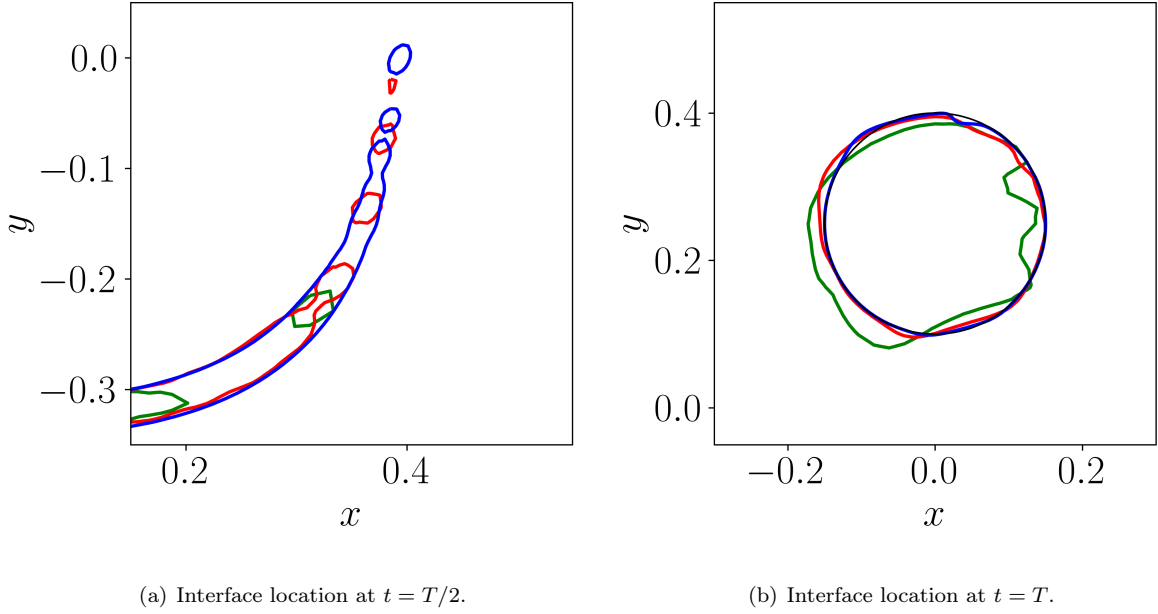 0.0
−0.1
−0.2
−0.3
y
0.2
0.4
x
0.4
0.2
0.0
y
−0.2
0.0
0.2
x
(a) Interface location at t = T/2.
(b) Interface location at t = T.